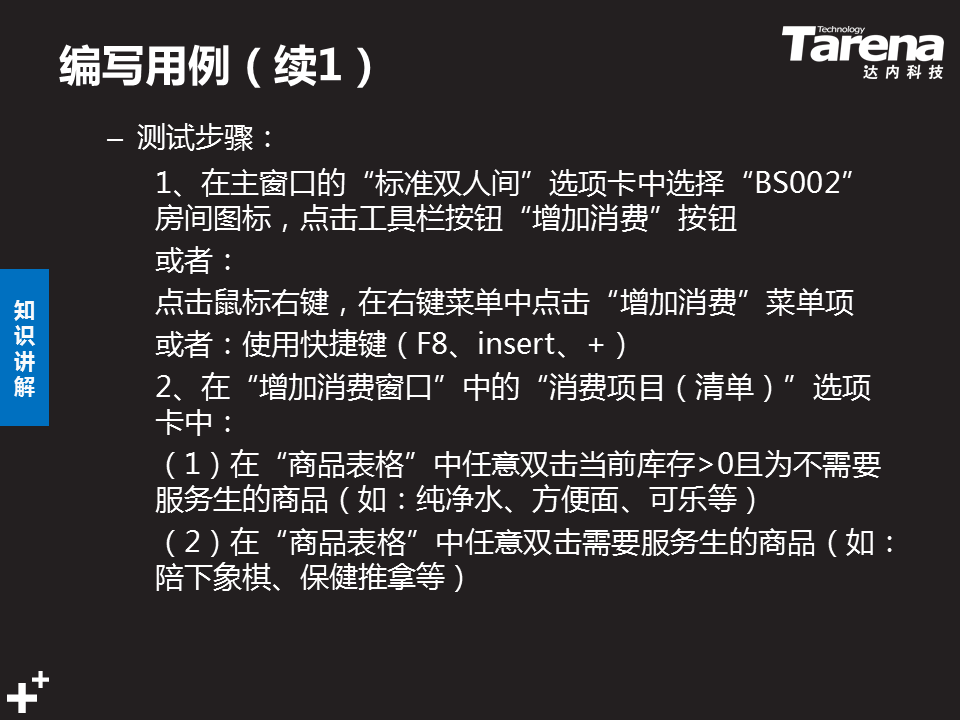 编写用例（续1）
Technology
Tarena
达内科技
– 测试步骤：
1、在主窗口的“标准双人间”选项卡中选择“BS002”
房间图标，点击工具栏按钮“增加消费”按钮
或者：
点击鼠标右键，在右键菜单中点击“增加消费”菜单项
或者：使用快捷键（F8、insert、+）
2、在“增加消费窗口”中的“消费项目（清单）”选项
卡中：
（1）在“商品表格”中任意双击当前库存>0且为不需要
服务生的商品（如：纯净水、方便面、可乐等）
（2）在“商品表格”中任意双击需要服务生的商品（如：
陪下象棋、保健推拿等）
知
识
讲
解